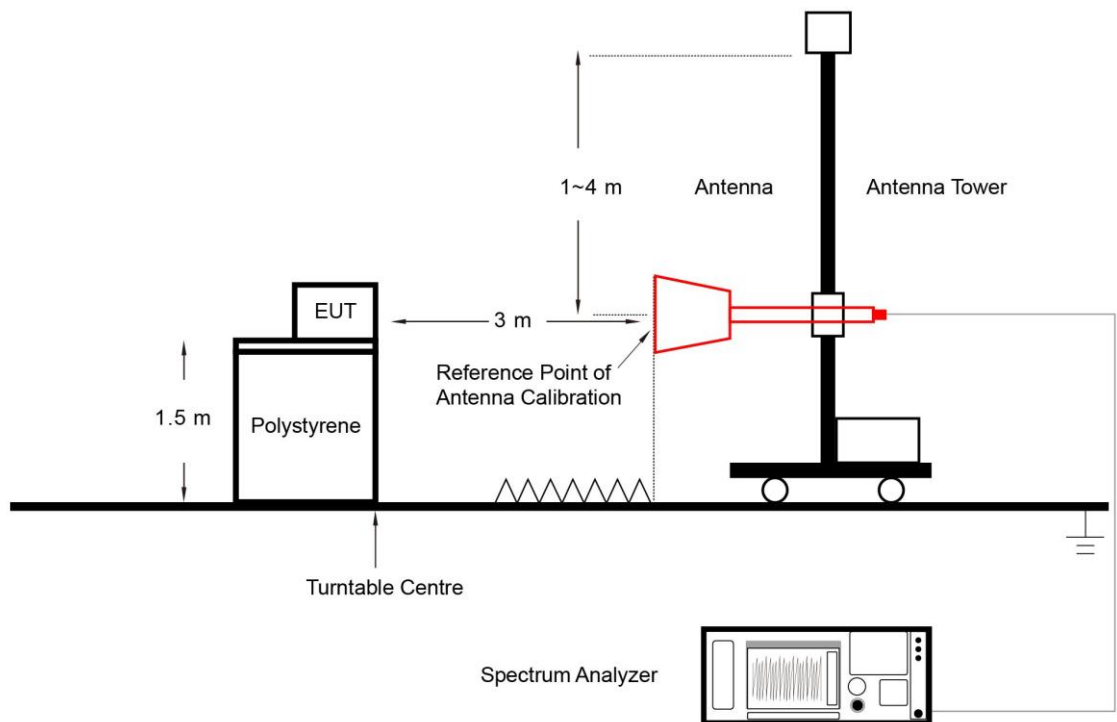 1~4 m
Antenna
Antenna Tower
EUT
3 m
Reference Point of
Antenna Calibration
1.5 m
Polystyrene
Turntable Centre
Spectrum Analyzer